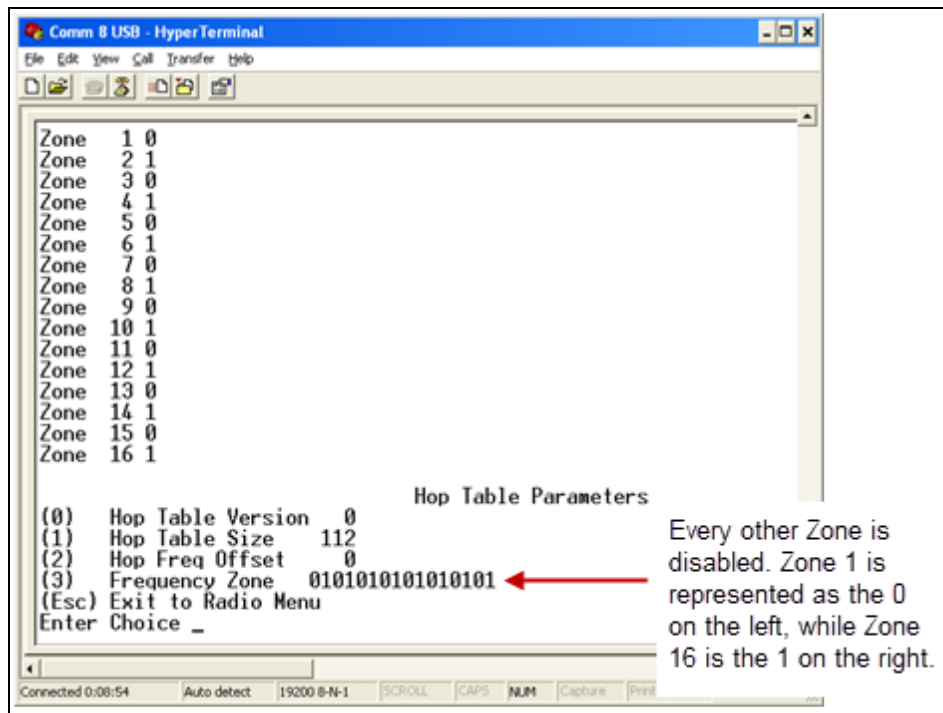 Comm 8 USB - HyperTerminal
File Edit View Call Transfer Help
Zone 1 0
Zone 2 1
Zone 3 0
Zone 4 1
Zone 5 0
Zone 6 1
Zone 7 0
Zone 8 1
Zone 9 0
Zone 10 1
Zone 11 0
Zone 12 1
Zone 13 0
Zone 14 1
Zone 15 0
Zone 16 1
Hop Table Parameters
(0) Hop Table Version 0
(1) Hop Table Size 112
(2) Hop Freq Offset 0
(3) Frequency Zone 0101010101010101
(Esc) Exit to Radio Menu
Enter Choice _
Every other Zone is
disabled. Zone 1 is
represented as the 0
on the left, while Zone
16 is the 1 on the right.
Connected 0:08:54 Auto detect 19200 8-N-1 SCROLL CAPS NUM Capture Print